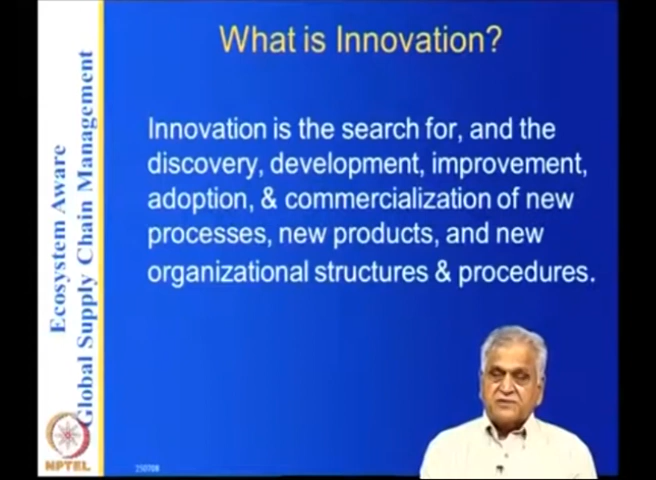 What is Innovation?
Innovation is the search for, and the
discovery, development, improvement,
adoption, & commercialization of new
processes, new products, and new
organizational structures & procedures.
Ecosystem Aware
Global Supply Chain Management
NPTEL
250708